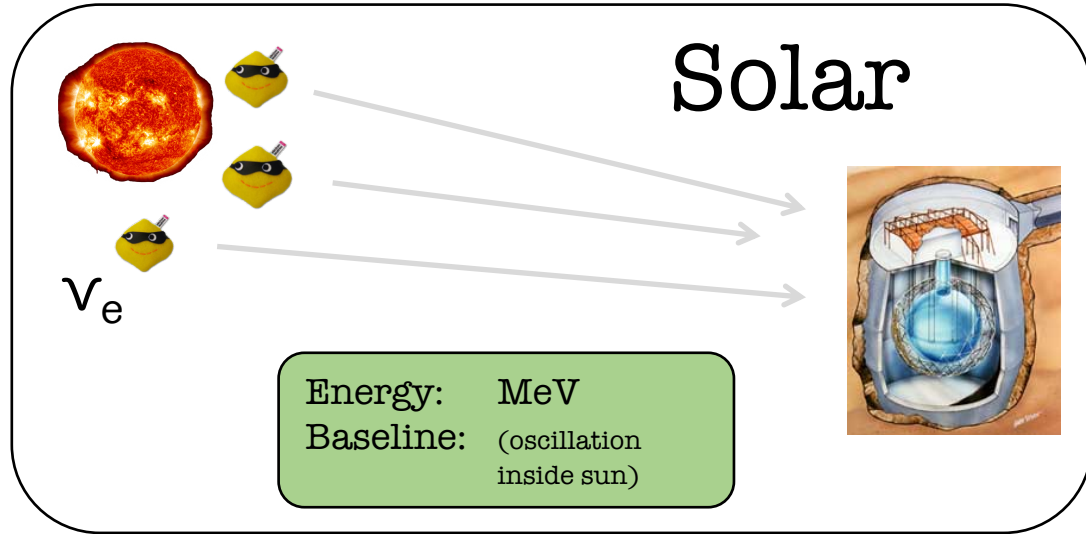 Solar
νe
Energy: MeV
Baseline: (oscillation
inside sun)